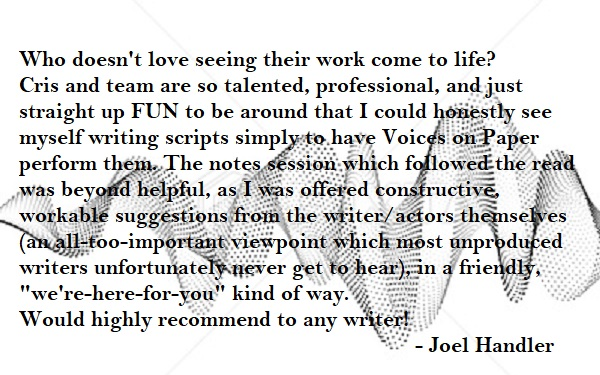 Who doesn't love seeing their work come to life?
Cris and team are so talented, professional, and just
straight up FUN to be around that I could honestly see
myself writing scripts simply to have Voices on Paper
perform them. The notes session which followed the read
was beyond helpful, as I was offered constructive,
workable suggestions from the writer/actors themselves
(an all-too-important viewpoint which most unproduced
writers unfortunately never get to hear), in a friendly,
"we're-here-for-you" kind of way.
Would highly recommend to any writer!
- Joel Handler